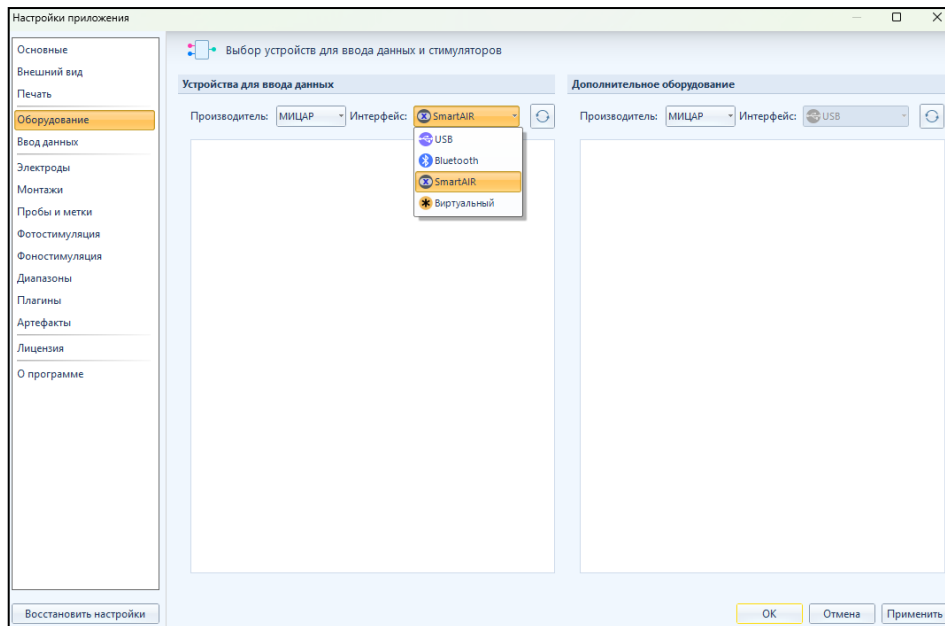 Настройки приложения
Основные
Внешний вид
Печать
Оборудование
Ввод данных
Электроды
Монтажи
Пробы и метки
Фотостимуляция
Фоностимуляция
Диапазоны
Плагины
Артефакты
Лицензия
О программе
Восстановить настройки
Выбор устройств для ввода данных и стимуляторов
Устройства для ввода данных
Производитель: МИЦАР Интерфейс: SmartAIR
USB
Bluetooth
SmartAIR
Виртуальный
Дополнительное оборудование
Производитель: МИЦАР Интерфейс: USB
OK Отмена Применить